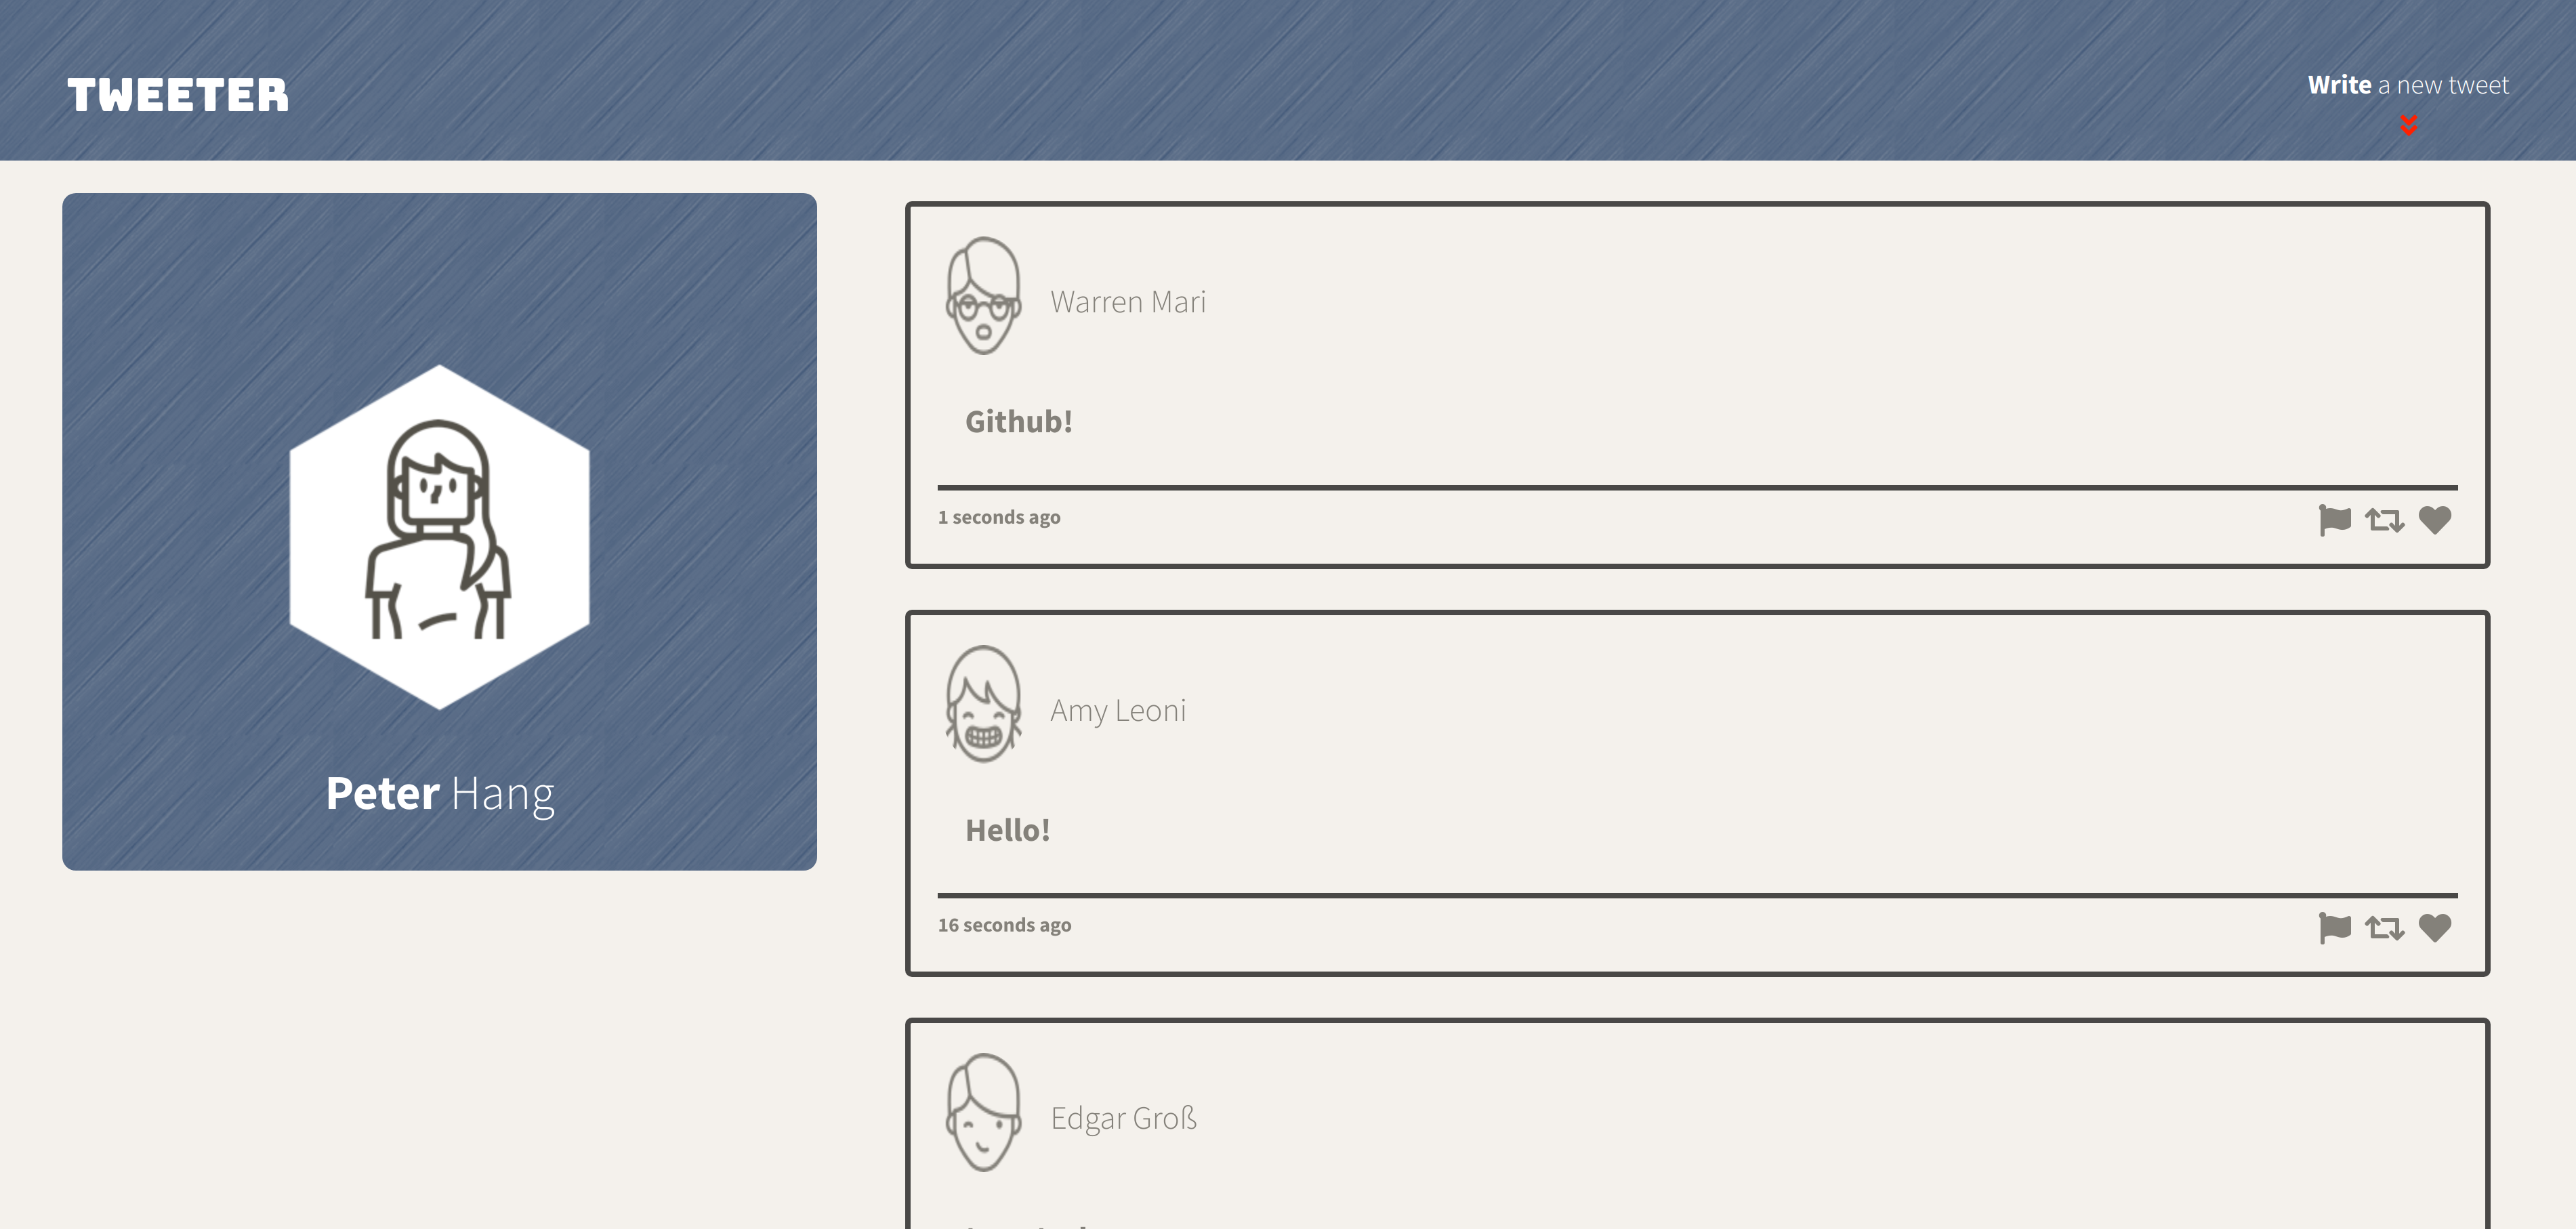 TWEETER
Write a new tweet
Peter Hang
Warren Mari
Github!
1 seconds ago
Amy Leoni
Hello!
16 seconds ago
Edgar Groß